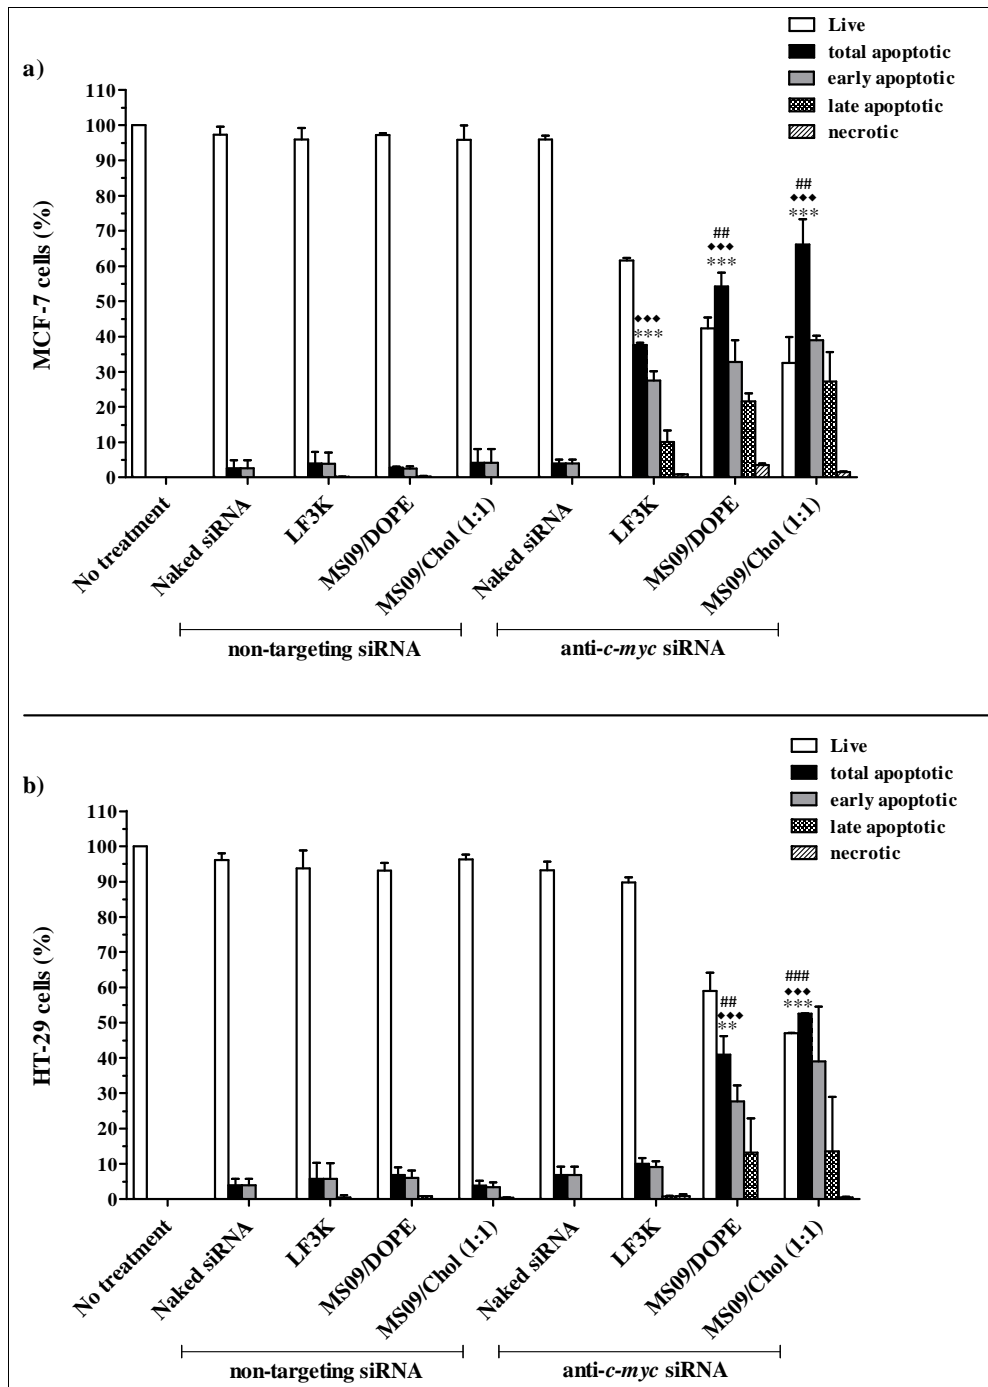 a)
Live
total apoptotic
early apoptotic
late apoptotic
necrotic
MCF-7 cells (%)
110
100
90
80
70
60
50
40
30
20
10
0
◆◆◆
***
##
◆◆◆
***
##
◆◆◆
***
No treatment
Naked siRNA
LF3K
MS09/DOPE
MS09/Chol (1:1)
Naked siRNA
LF3K
MS09/DOPE
MS09/Chol (1:1)
non-targeting siRNA
anti-c-myc siRNA
b)
Live
total apoptotic
early apoptotic
late apoptotic
necrotic
HT-29 cells (%)
110
100
90
80
70
60
50
40
30
20
10
0
##
◆◆◆
**
###
◆◆◆
***
No treatment
Naked siRNA
LF3K
MS09/DOPE
MS09/Chol (1:1)
Naked siRNA
LF3K
MS09/DOPE
MS09/Chol (1:1)
non-targeting siRNA
anti-c-myc siRNA